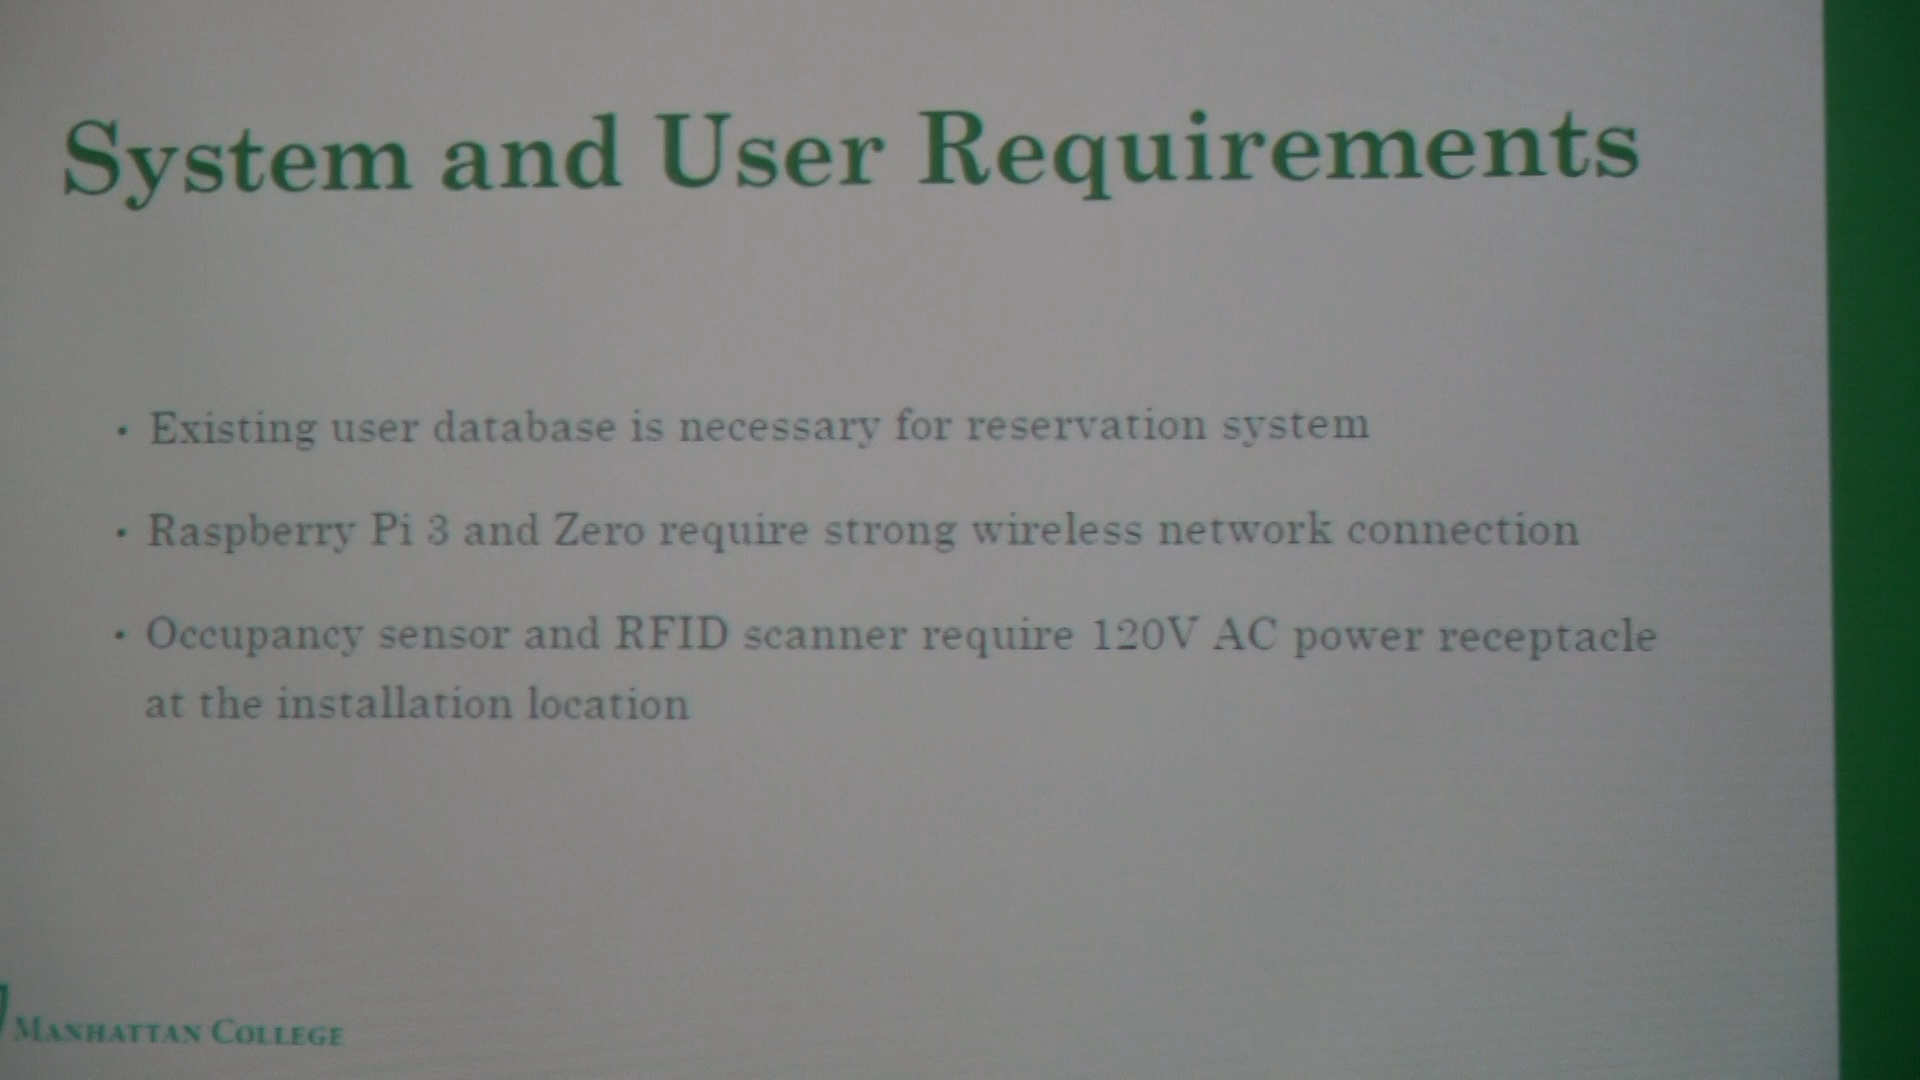 System and User Requirements
• Existing user database is necessary for reservation system
• Raspberry Pi 3 and Zero require strong wireless network connection
• Occupancy sensor and RFID scanner require 120V AC power receptacle
at the installation location
MANHATTAN COLLEGE